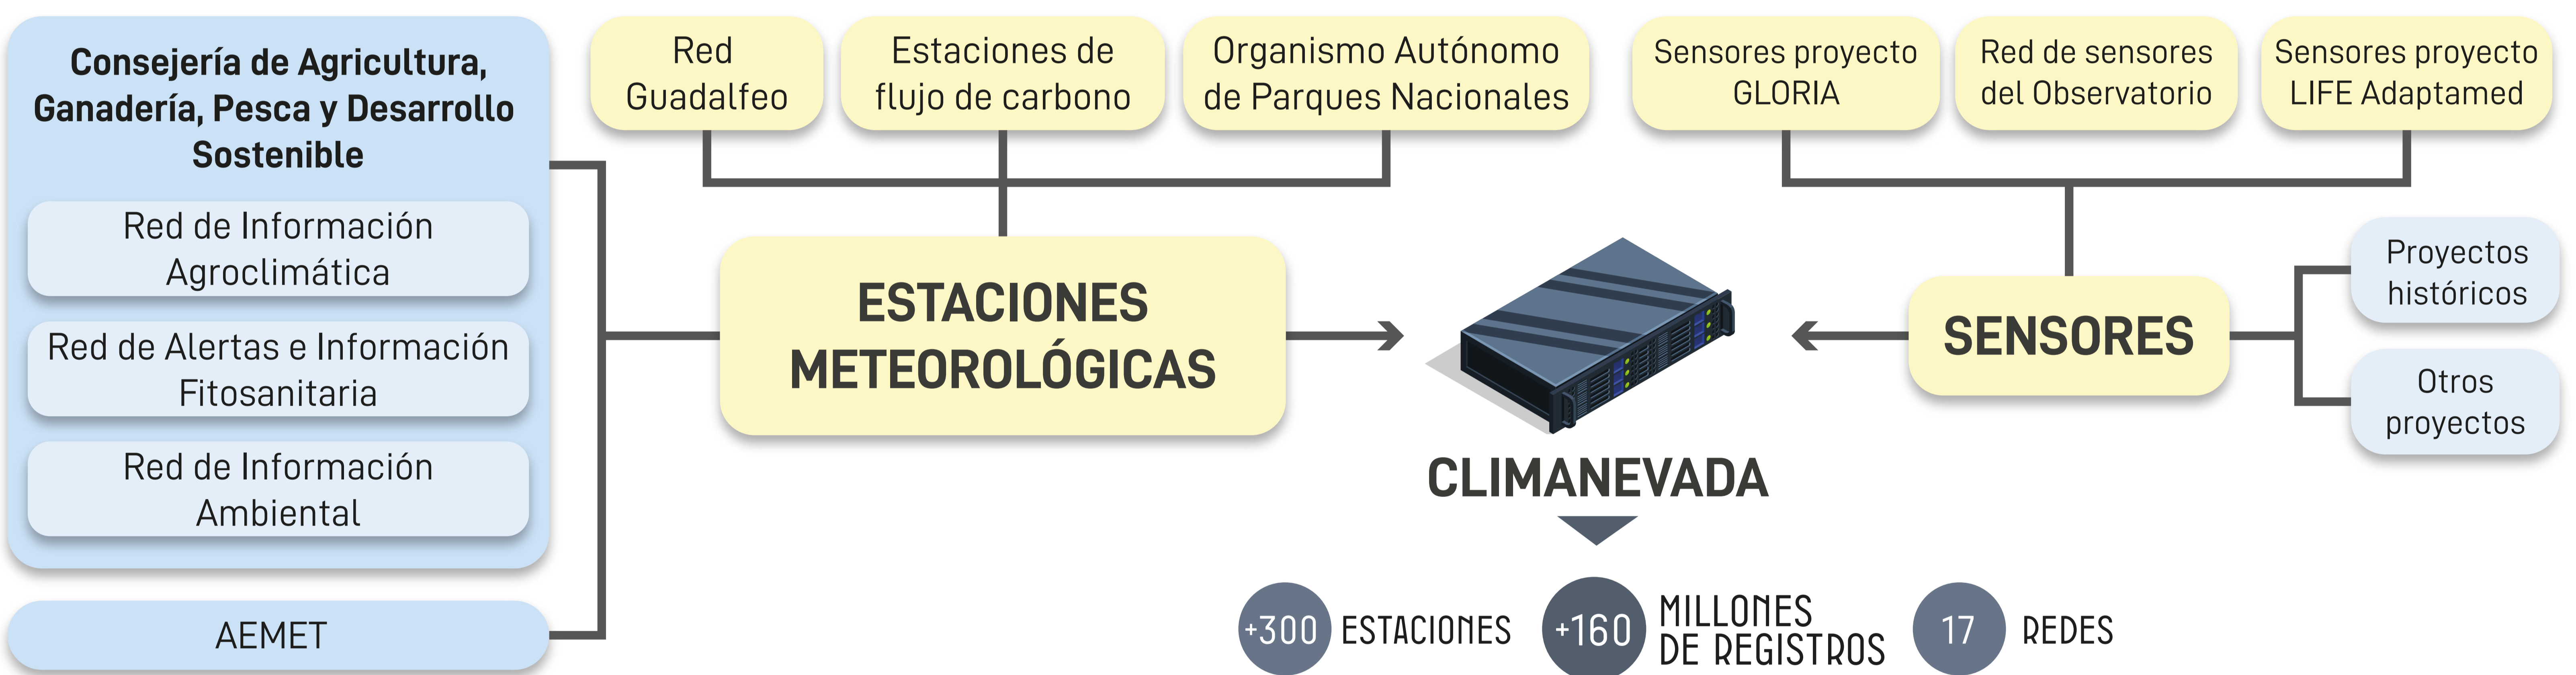 Consejería de Agricultura,
Ganadería, Pesca y Desarrollo
Sostenible
Red de Información
Agroclimática
Red de Alertas e Información
Fitosanitaria
Red de Información
Ambiental
AEMET
Red
Guadalfeo
Estaciones de
flujo de carbono
Organismo Autónomo
de Parques Nacionales
ESTACIONES
METEOROLÓGICAS
Sensores proyecto
GLORIA
Red de sensores
del Observatorio
Sensores proyecto
LIFE Adaptamed
SENSORES
Proyectos
históricos
Otros
proyectos
CLIMANEVADA
+300 ESTACIONES
+160 MILLONES
DE REGISTROS
17 REDES